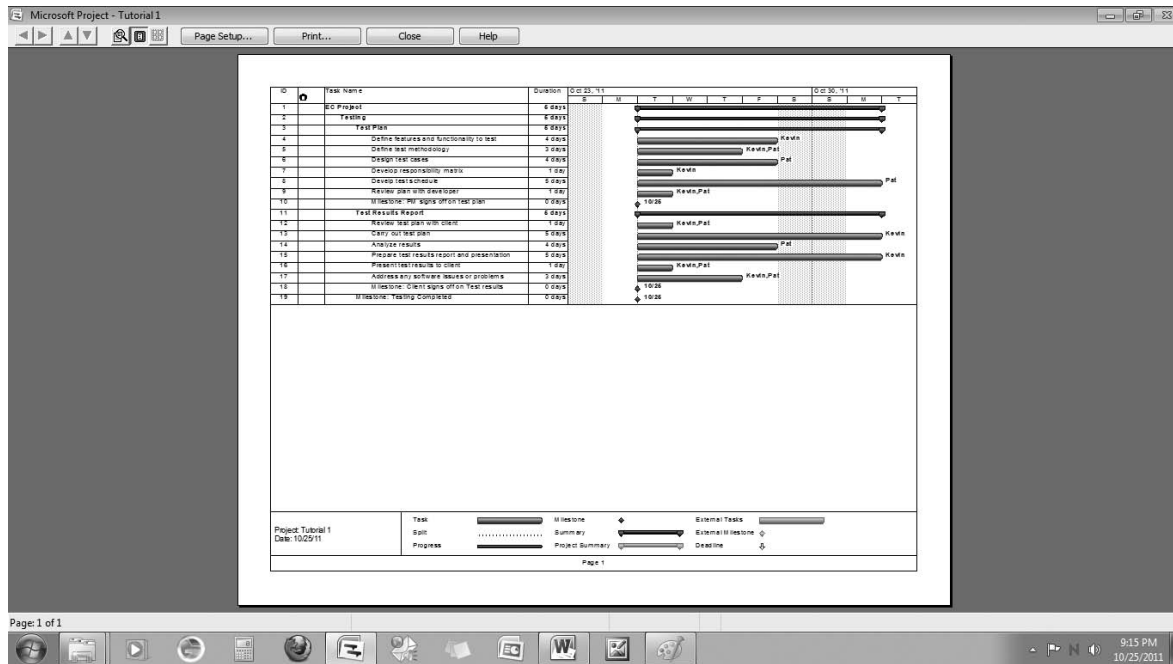 Microsoft Project - Tutorial 1
Page Setup... Print... Close Help
ID Task Name Duration Oct 23, '11 Oct 30, '11
S M T W T F S S M T
1 EC Project 6 days
2 Testing 6 days
3 Test Plan 6 days
4 Define features and functionality to test 4 days Kevin
5 Define test methodology 3 days Kevin,Pat
6 Design test cases 4 days Pat
7 Develop responsibility matrix 1 day Kevin
8 Develp test schedule 5 days Pat
9 Review plan with developer 1 day Kevin,Pat
10 Milestone: PM signs off on test plan 0 days 10/25
11 Test Results Report 6 days
12 Review test plan with client 1 day Kevin,Pat
13 Carry out test plan 5 days Kevin
14 Analyze results 4 days Pat
15 Prepare test results report and presentation 5 days Kevin
16 Present test results to client 1 day Kevin,Pat
17 Address any software issues or problems 3 days Kevin,Pat
18 Milestone: Client signs off on Test results 0 days 10/25
19 Milestone: Testing Completed 0 days 10/25
Task Milestone External Tasks
Project: Tutorial 1
Date: 10/25/11
Split Summary External Milestone
Progress Project Summary Deadline
Page 1
Page: 1 of 1
9:15 PM
10/25/2011